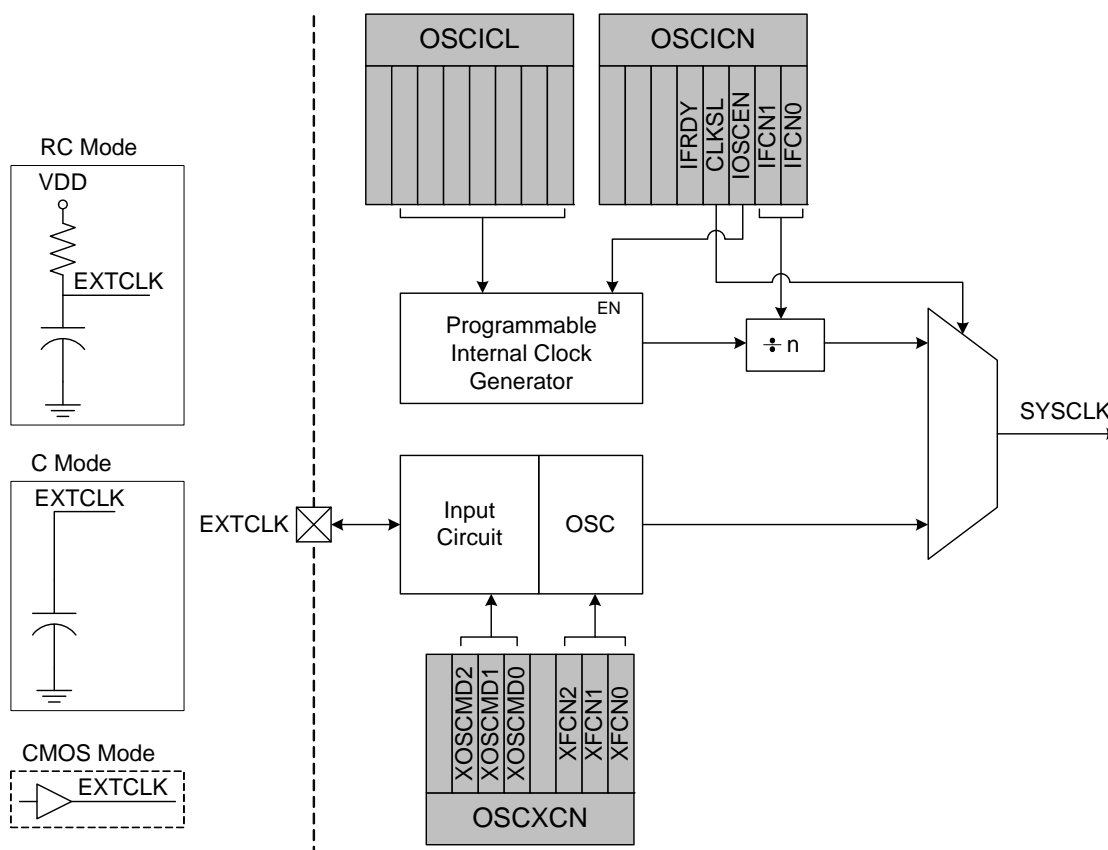 OSCICL
OSCICN
IFRDY
CLKSL
IOSCEN
IFCN1
IFCN0
RC Mode
VDD
EXTCLK
EN
Programmable
Internal Clock
Generator
÷ n
SYSCLK
C Mode
EXTCLK
EXTCLK
Input
Circuit
OSC
XOSCMD2
XOSCMD1
XOSCMD0
XFCN2
XFCN1
XFCN0
OSCXCN
CMOS Mode
EXTCLK